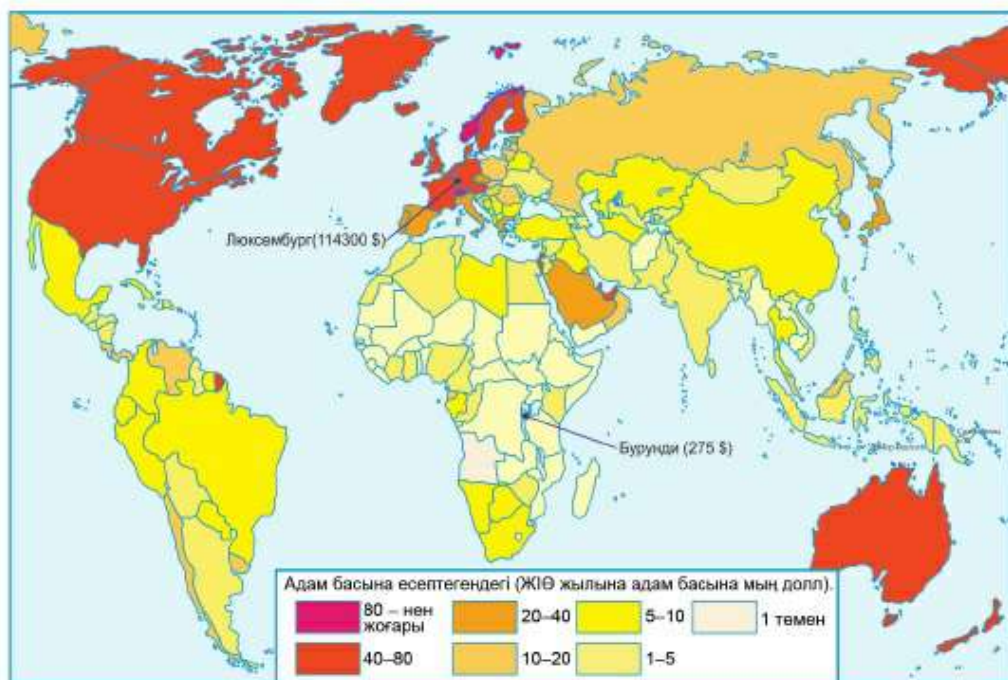 Люксембург(114300 $)
Бурунди (275 $)
Адам басына есептегендегі (ЖІӨ жылына адам басына мың долл).
80 – нен
жоғары
20–40
5–10
1 төмен
40–80
10–20
1–5